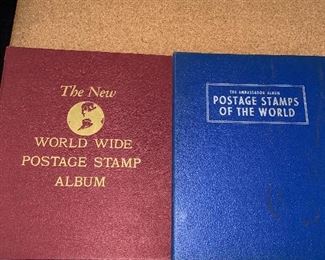 The New
WORLD WIDE
POSTAGE STAMP
ALBUM
THE AMBASSADOR ALBUM
POSTAGE STAMPS
OF THE WORLD